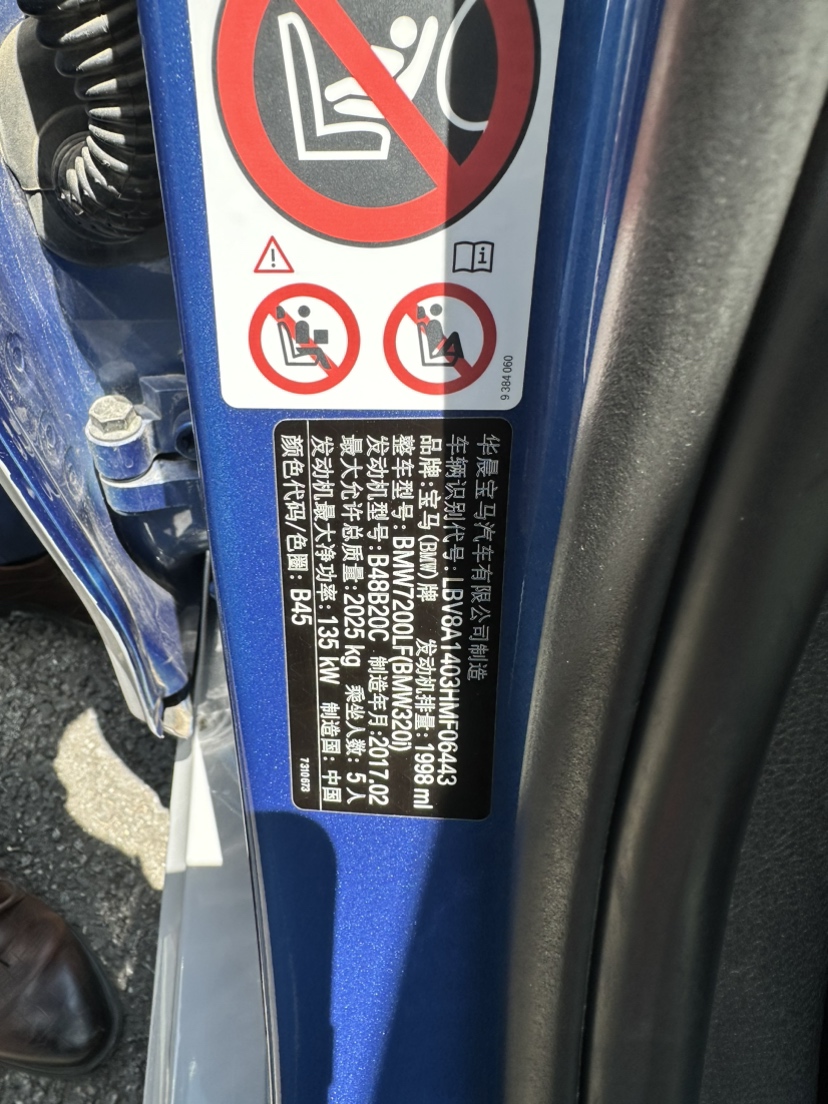 9 384 060
华晨宝马汽车有限公司制造
车辆识别代号: LBV8A1403HMF06443
品牌:宝马(BMW)牌 发动机排量: 1998 ml
整车型号: BMW7200LF(BMW320i)
发动机型号: B48B20C 制造年月:2017.02
最大允许总质量: 2025 kg 乘坐人数: 5 人
发动机最大净功率: 135 kW 制造国: 中国
颜色代码/色圈: B45
7310573